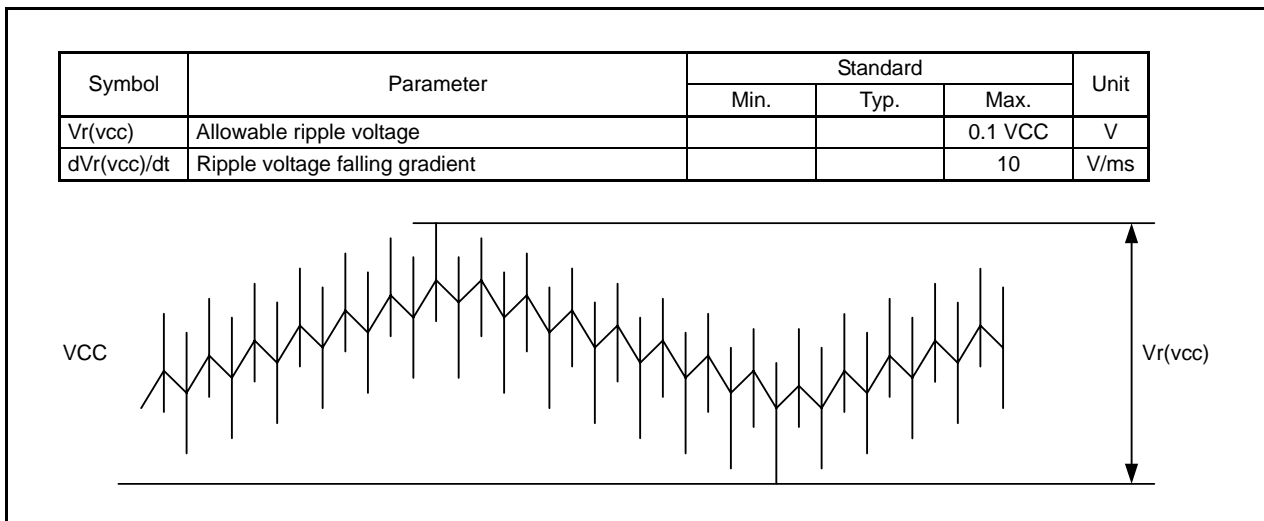 Symbol Parameter Standard Unit
Min. Typ. Max.
Vr(vcc) Allowable ripple voltage 0.1 VCC V
dVr(vcc)/dt Ripple voltage falling gradient 10 V/ms
VCC Vr(vcc)